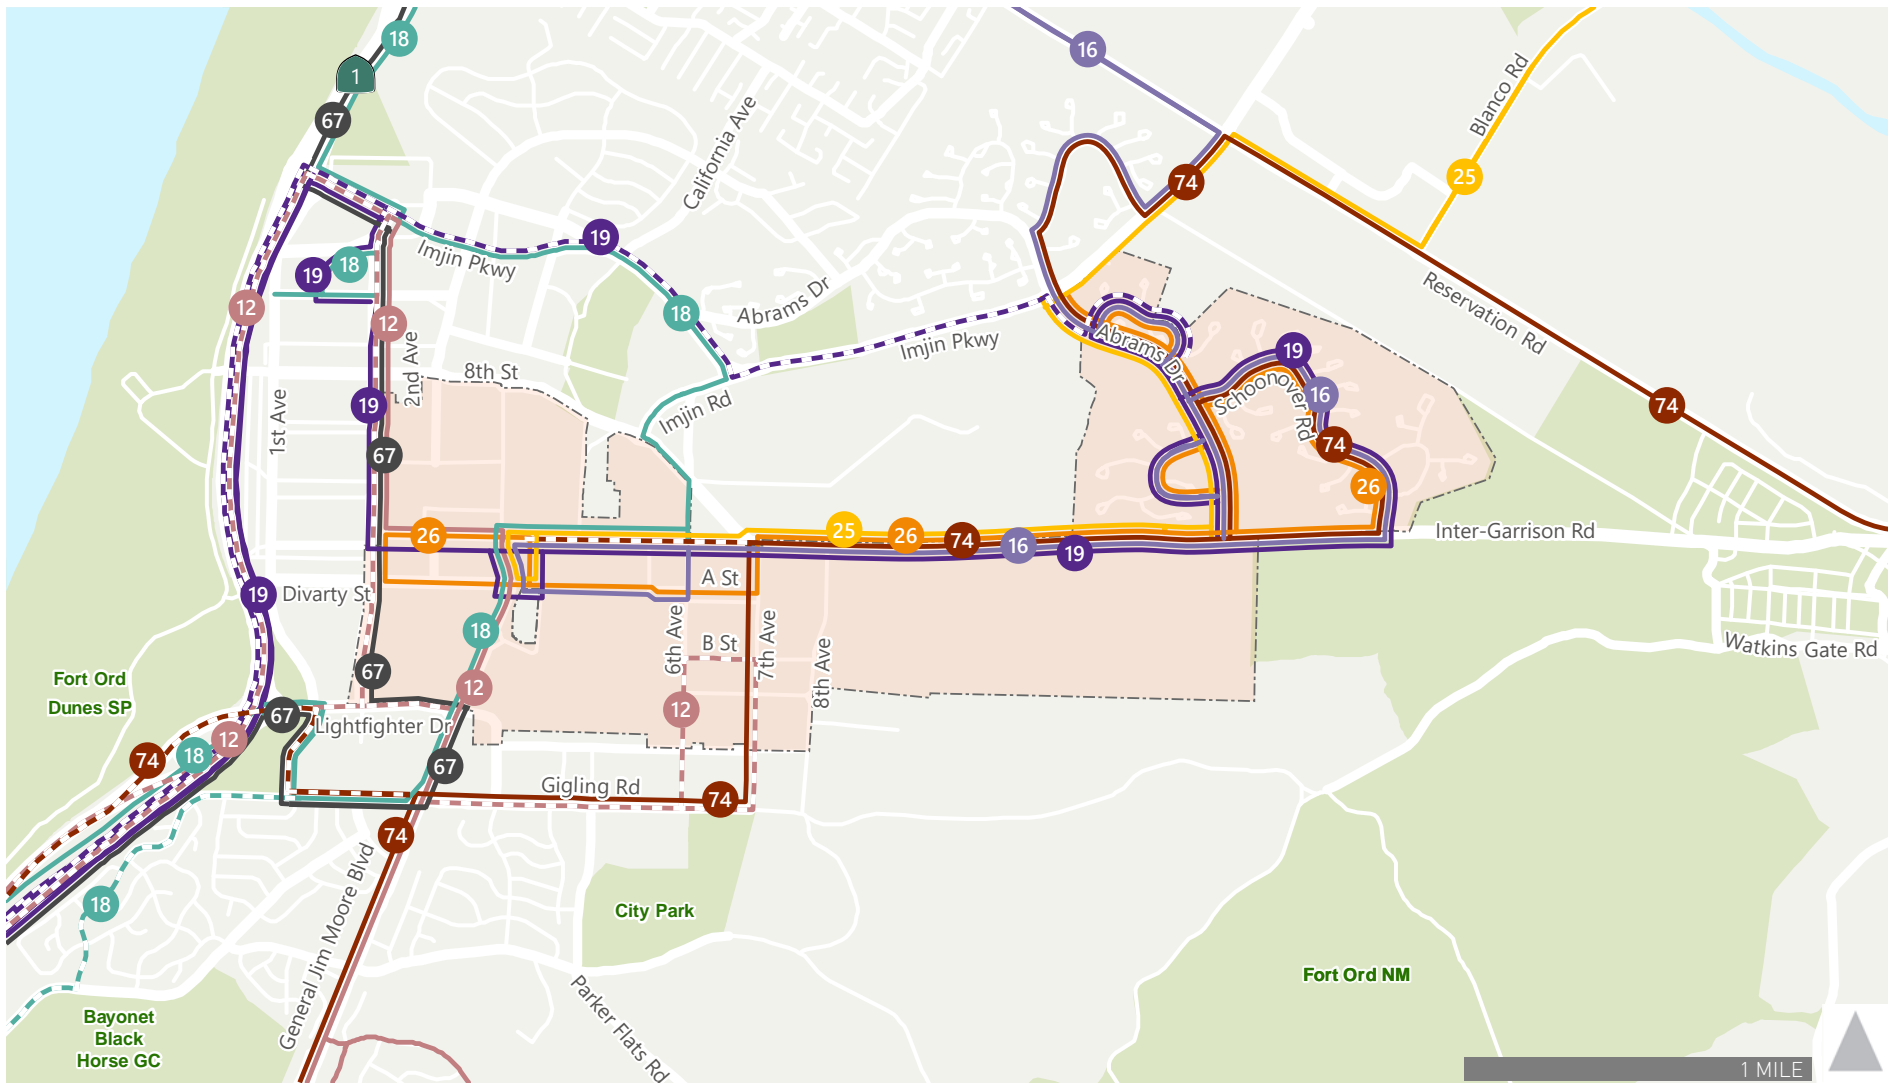 18
16
1
67
Blanco Rd
California Ave
25
74
19
Imjin Pkwy
18
19
Reservation Rd
12
18
Abrams Dr
12
Imjin Pkwy
Abrams Dr
19
2nd Ave
8th St
16
Schoonover Rd
19
1st Ave
Imjin Rd
74
67
74
26
26
25
26
74
16
19
Inter-Garrison Rd
A St
19
Divarty St
18
6th Ave
B St
7th Ave
8th Ave
Watkins Gate Rd
67
Fort Ord
Dunes SP
12
12
67
Lightfighter Dr
12
18
74
67
Gigling Rd
74
74
General Jim Moore Blvd
18
City Park
Fort Ord NM
Parker Flats Rd
Bayonet
Black
Horse GC
1 MILE